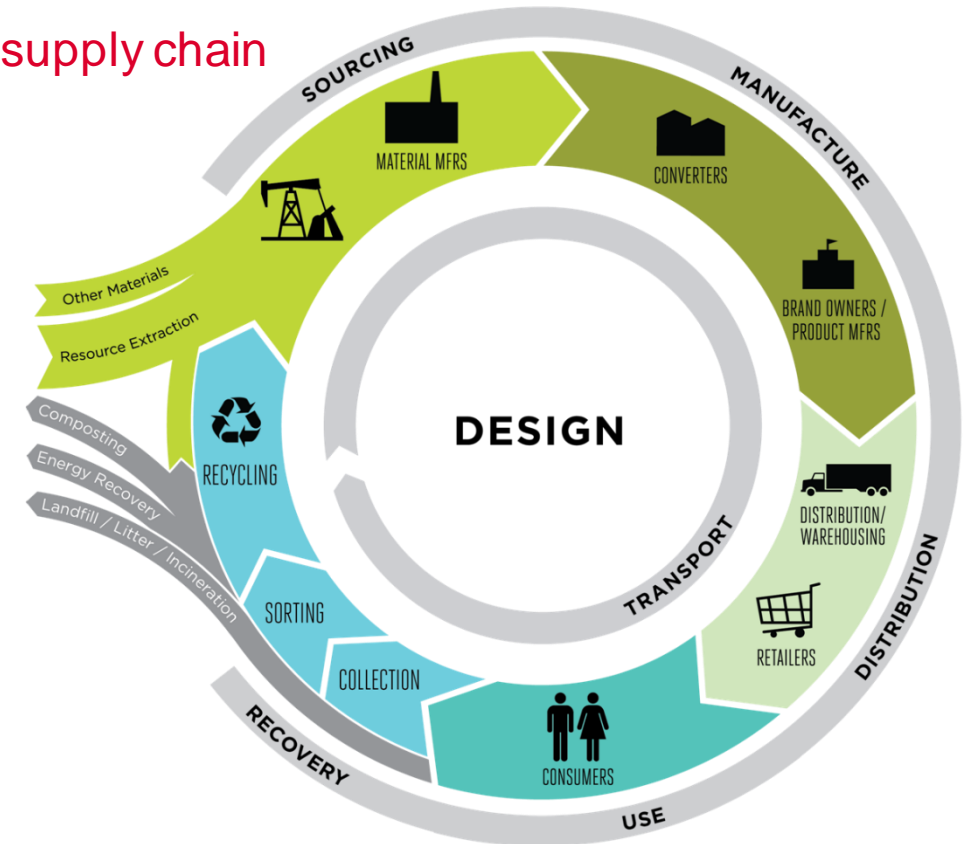 supply chain
SOURCING
MANUFACTURE
MATERIAL MFRS
CONVERTERS
BRAND OWNERS /
PRODUCT MFRS
Other Materials
Resource Extraction
Composting
Energy Recovery
Landfill / Litter / Incineration
RECYCLING
DESIGN
TRANSPORT
DISTRIBUTION/
WAREHOUSING
DISTRIBUTION
RETAILERS
SORTING
COLLECTION
CONSUMERS
RECOVERY
USE